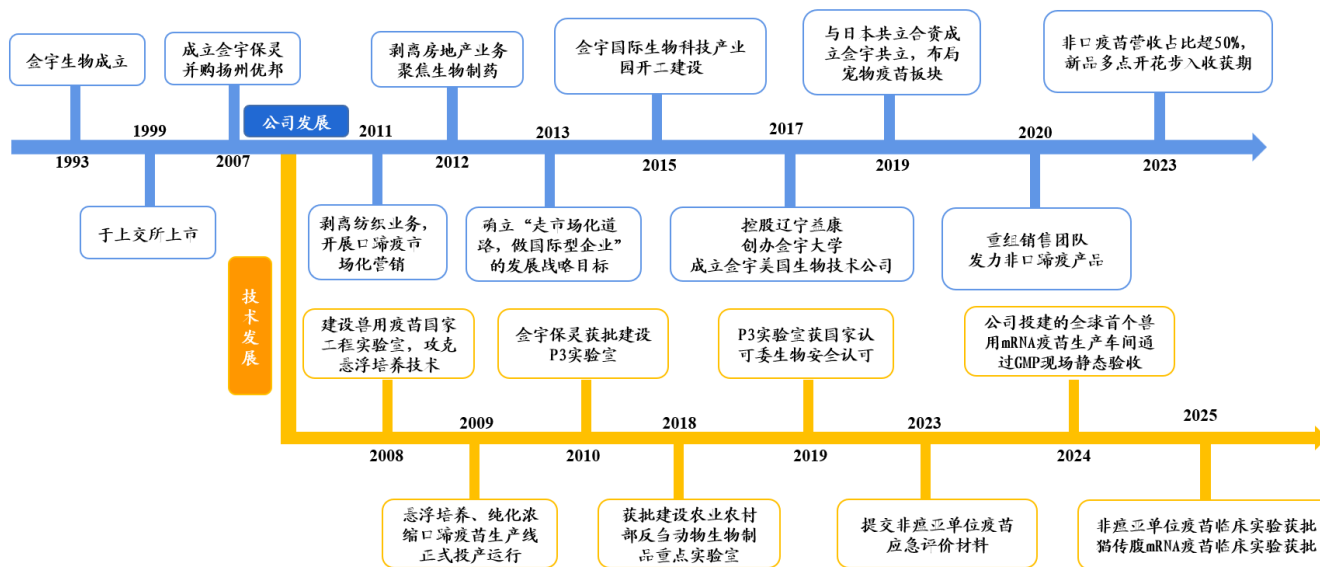 金宇生物成立
成立金宇保灵
并购扬州优邦
剥离房地产业务
聚焦生物制药
金宇国际生物科技产业
园开工建设
与日本共立合资成
立金宇共立，布局
宠物疫苗板块
非口疫苗营收占比超50%，
新品多点开花步入收获期
公司发展
1993
1999
2007
2011
2012
2013
2015
2017
2019
2020
2023
于上交所上市
剥离纺织业务，
开展口蹄疫市
场化营销
确立“走市场化道
路，做国际型企业”
的发展战略目标
控股辽宁益康
创办金宇大学
成立金宇美国生物技术公司
重组销售团队
发力非口蹄疫产品
技术发展
建设兽用疫苗国家
工程实验室，攻克
悬浮培养技术
金宇保灵获批建设
P3实验室
P3实验室获国家认
可委生物安全认可
公司投建的全球首个兽
用mRNA疫苗生产车间通
过GMP现场静态验收
2008
2009
2010
2018
2019
2023
2024
2025
悬浮培养、纯化浓
缩口蹄疫苗生产线
正式投产运行
获批建设农业农村
部反刍动物生物制
品重点实验室
提交非瘟亚单位疫苗
应急评价材料
非瘟亚单位疫苗临床实验获批
猫传腹mRNA疫苗临床实验获批